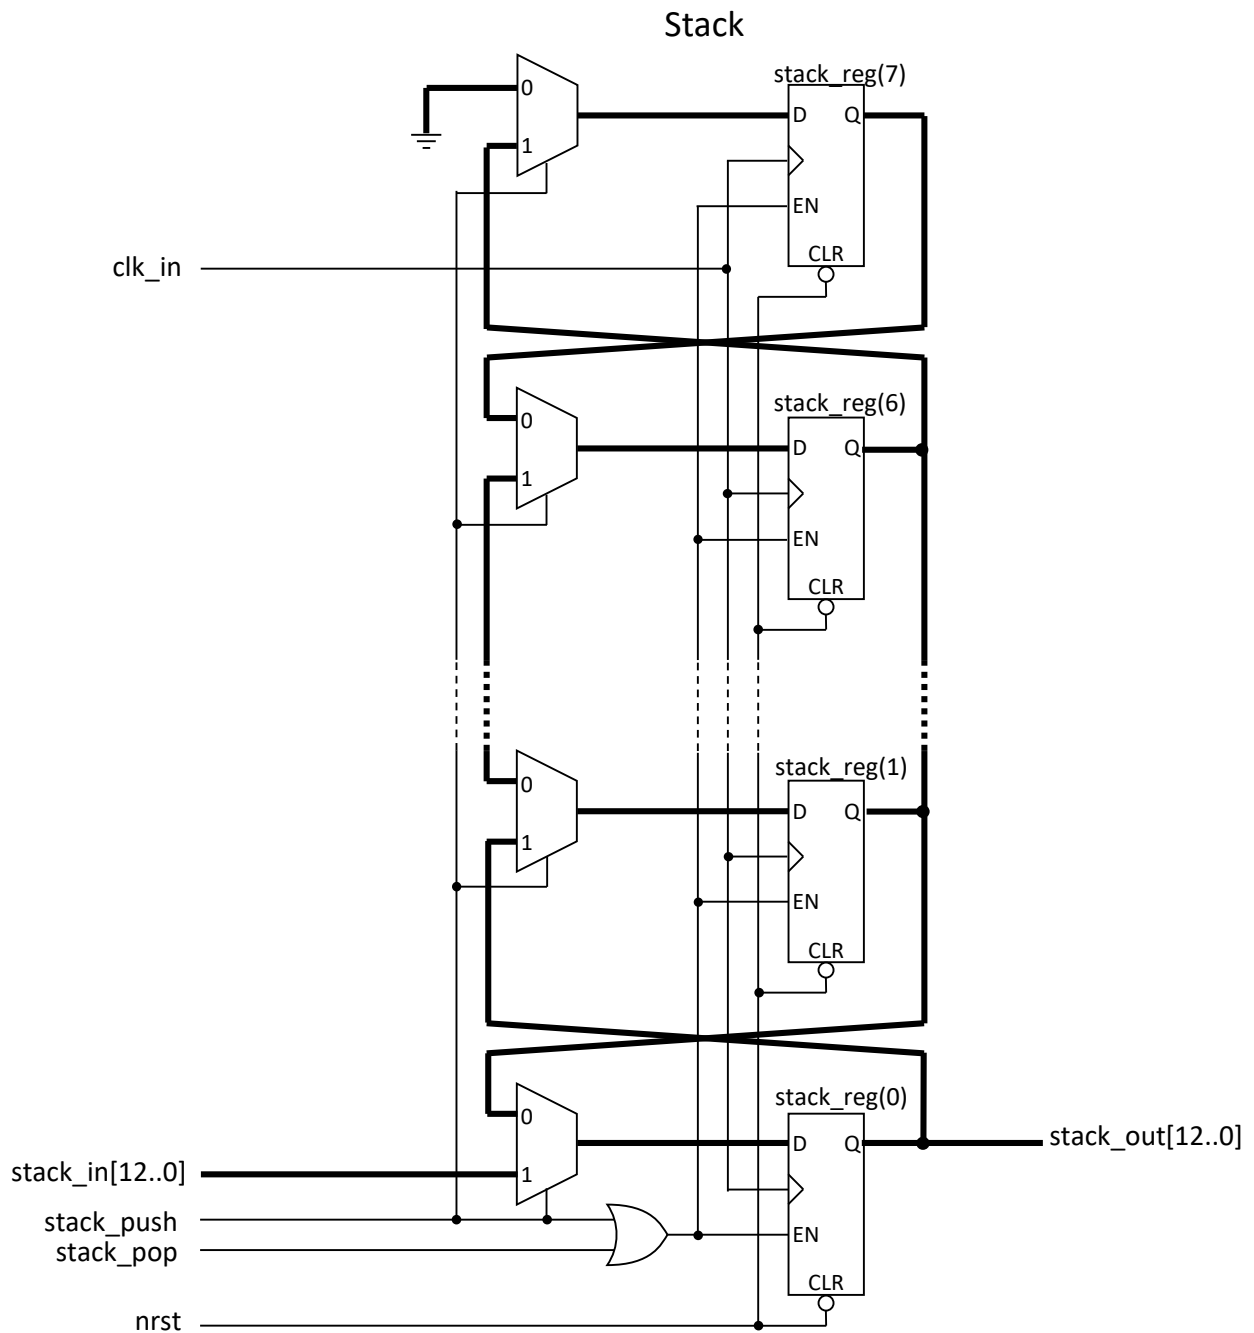 Stack
stack_reg(7)
0
D Q
1
EN
CLR
clk_in
stack_reg(6)
0
D Q
1
EN
CLR
stack_reg(1)
0
D Q
1
EN
CLR
stack_reg(0)
0
D Q
stack_out[12..0]
stack_in[12..0]
1
stack_push
EN
stack_pop
CLR
nrst